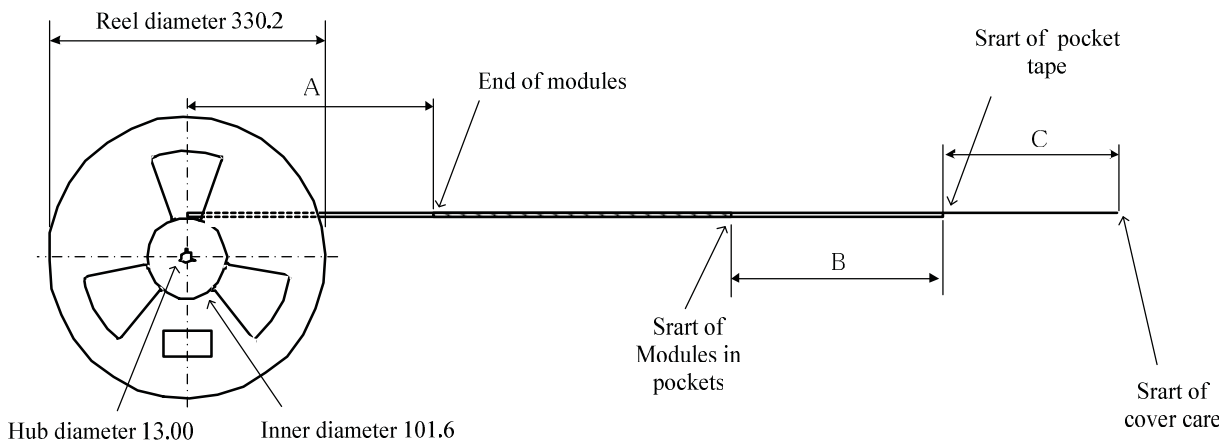 Reel diameter 330.2
Srart of pocket
tape
A
End of modules
C
B
Srart of
Modules in
pockets
Srart of
cover care
Hub diameter 13.00
Inner diameter 101.6